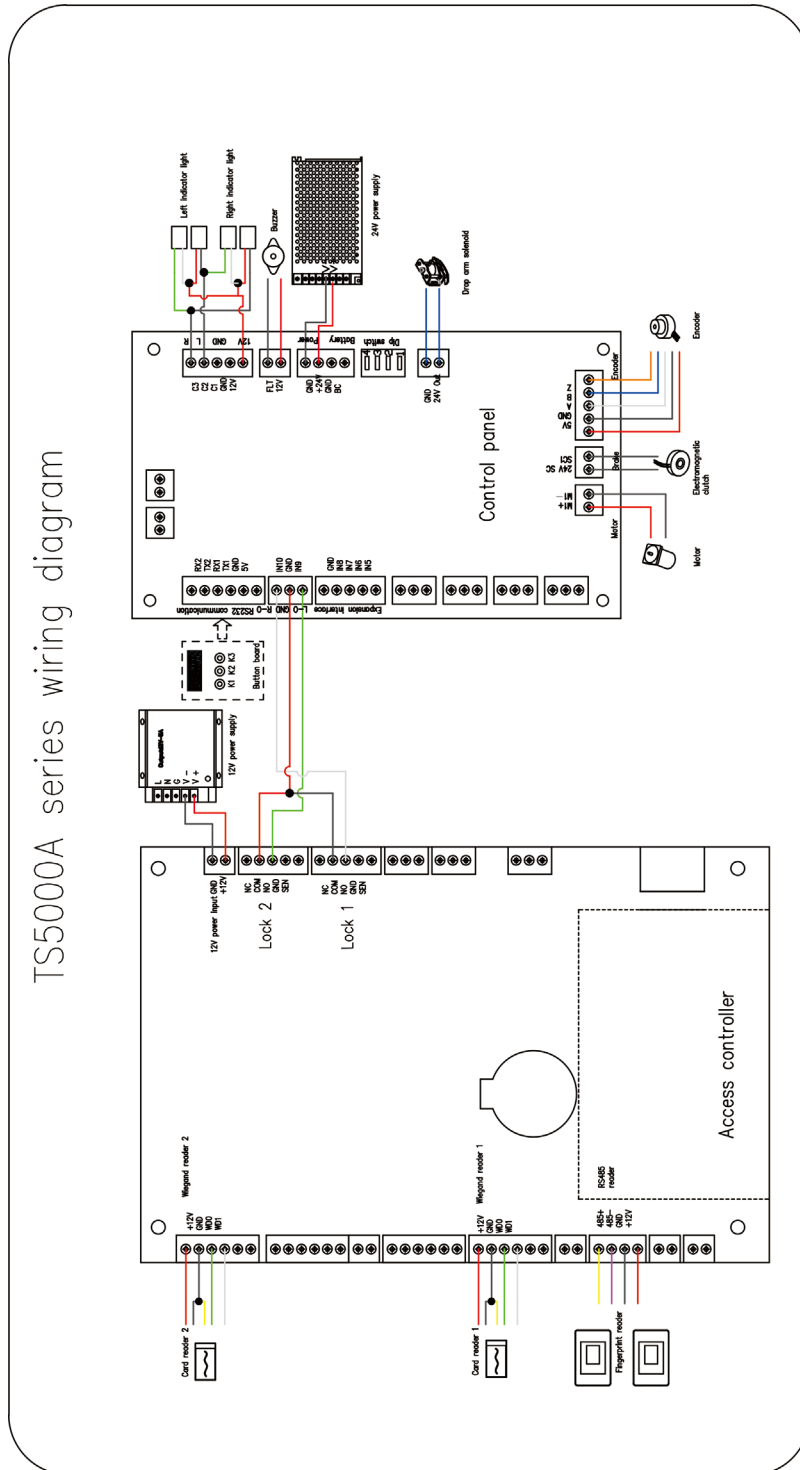 TS5000A series wiring diagram
Left indicator light
Right indicator light
Buzzer
24V power supply
V-
V+
Drop arm solenoid
R
L
GND
12V
C3
C2
C1
GND
12V
FLT
12V
Power
Battery
GND
+24V
GND
BC
Dip switch
4
3
2
1
GND
24V Out
Control panel
Encoder
Z
B
A
GND
5V
Encoder
Brake
SC1
24V SC
Electromagnetic
clutch
Motor
M1-
M1+
Motor
RX2
TX2
RX1
TX1
GND
5V
RS232 communication
IN10
GND
IN9
R-O
GND
L-O
GND
IN8
IN7
IN6
IN5
Expansion interface
K1
K2
K3
Button board
12V power supply
L
N
G
V -
V +
12V power input
GND
+12V
NC
COM
NO
GND
SEN
Lock 2
NC
COM
NO
GND
SEN
Lock 1
Access controller
Wiegand reader 2
+12V
GND
WD0
WD1
Card reader 2
Wiegand reader 1
+12V
GND
WD0
WD1
Card reader 1
RS485
reader
485+
485-
GND
+12V
Fingerprint reader